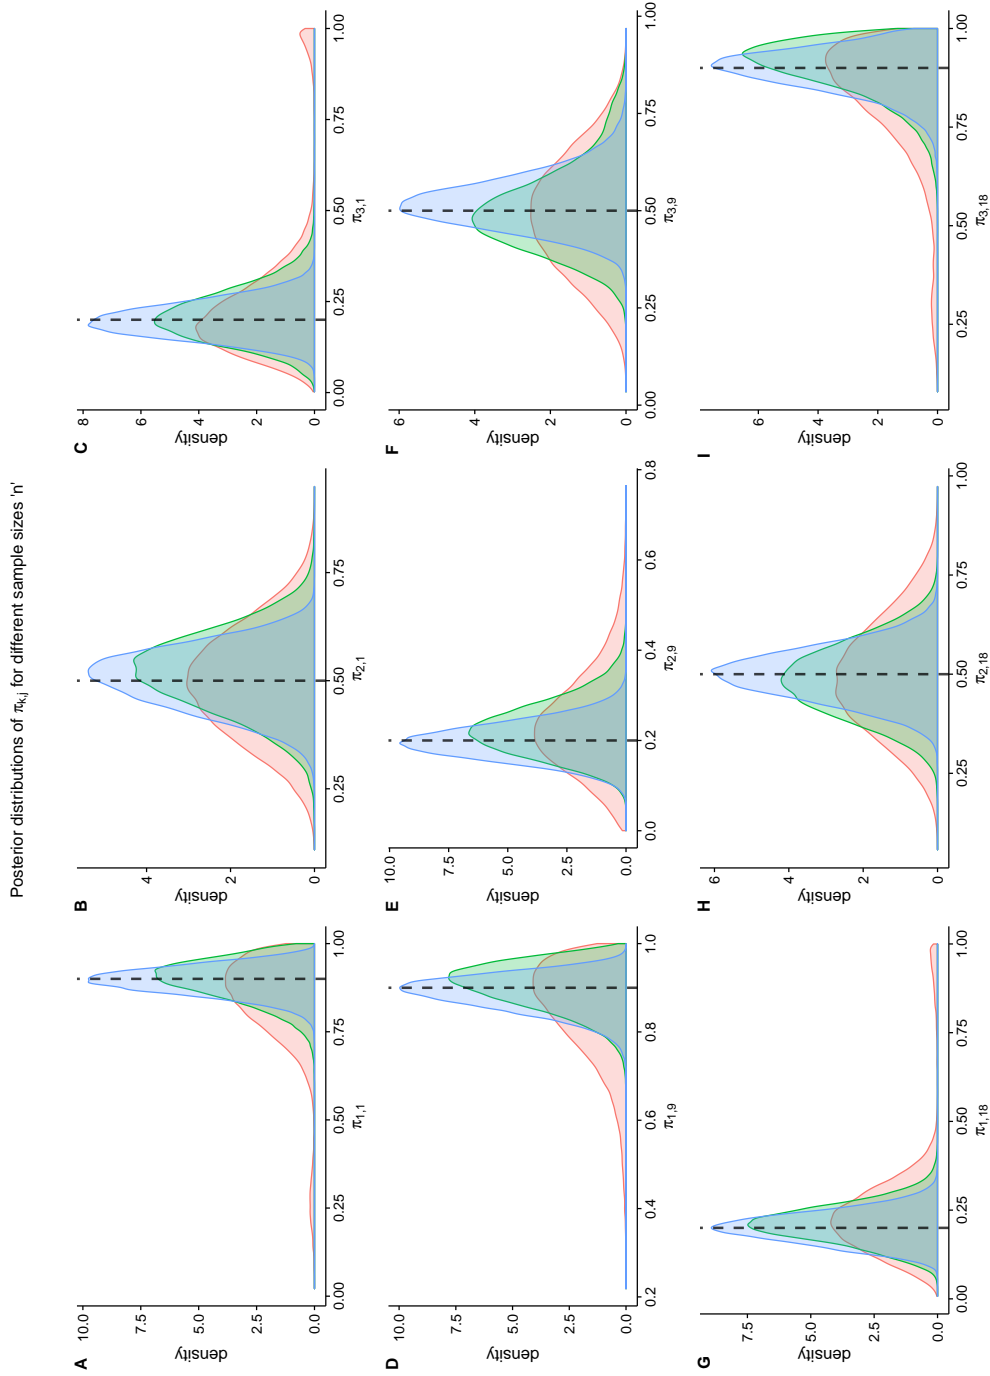 Posterior distributions of πk,j for different sample sizes 'n'
A
density
10.0
7.5
5.0
2.5
0.0
0.00 0.25 0.50 0.75 1.00
π1,1
B
density
4
2
0
0.25 0.50 0.75
π2,1
C
density
8
6
4
2
0
0.00 0.25 0.50 0.75 1.00
π3,1
D
density
10.0
7.5
5.0
2.5
0.0
0.2 0.4 0.6 0.8 1.0
π1,9
E
density
10.0
7.5
5.0
2.5
0.0
0.0 0.2 0.4 0.6 0.8
π2,9
F
density
6
4
2
0
0.00 0.25 0.50 0.75 1.00
π3,9
G
density
7.5
5.0
2.5
0.0
0.00 0.25 0.50 0.75 1.00
π1,18
H
density
6
4
2
0
0.25 0.50 0.75 1.00
π2,18
I
density
6
4
2
0
0.25 0.50 0.75 1.00
π3,18